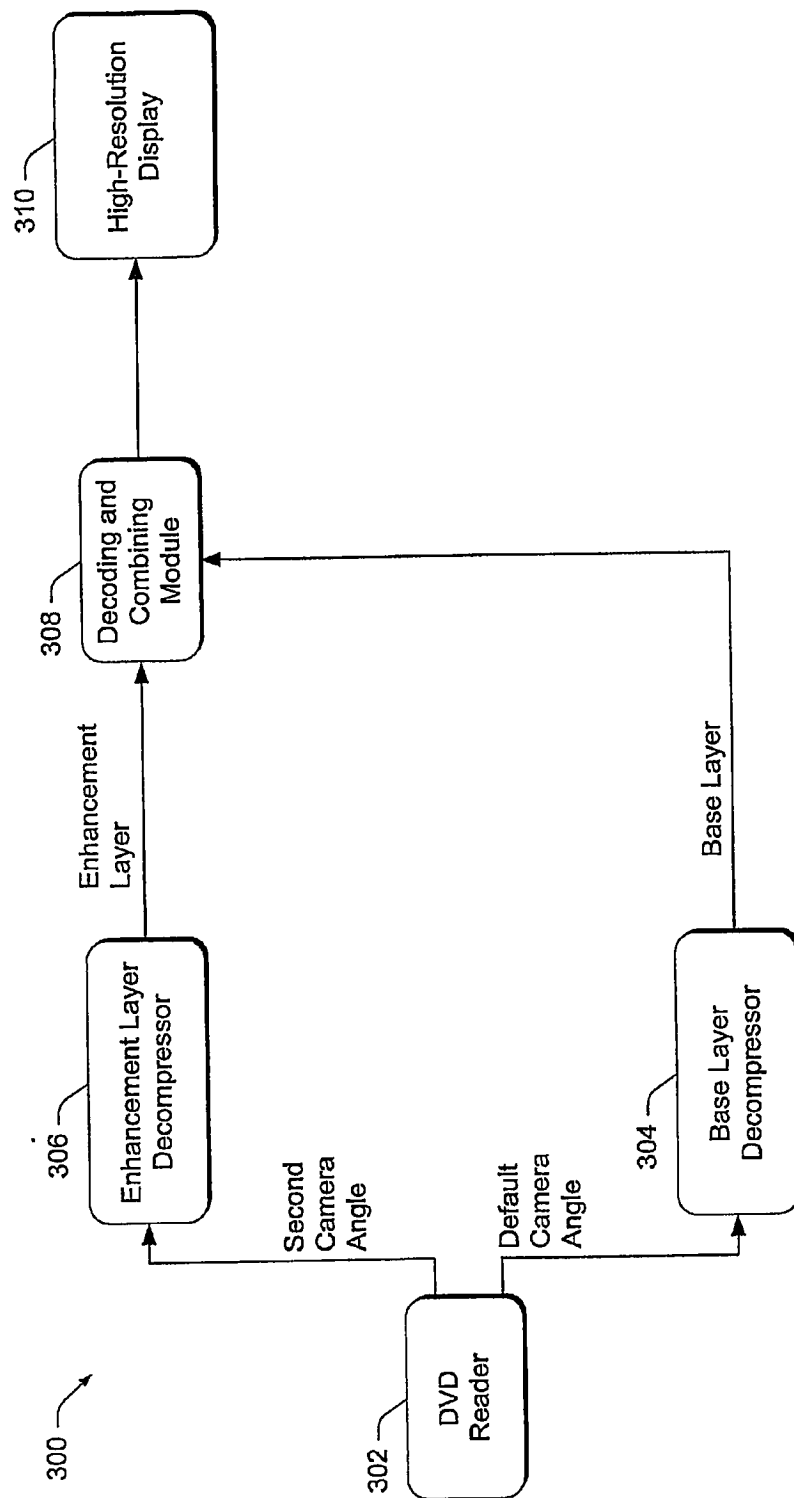 300
302
DVD
Reader
Second
Camera
Angle
Default
Camera
Angle
306
Enhancement Layer
Decompressor
304
Base Layer
Decompressor
Enhancement
Layer
Base Layer
308
Decoding and
Combining
Module
310
High-Resolution
Display